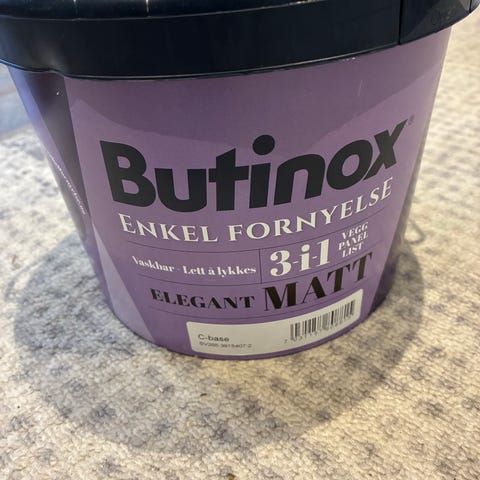 Butinox
ENKEL FORNYELSE
Vaskbar - Lett å lykkes
3-i-1
VEGG
PANEL
LIST
ELEGANT MATT
C-base